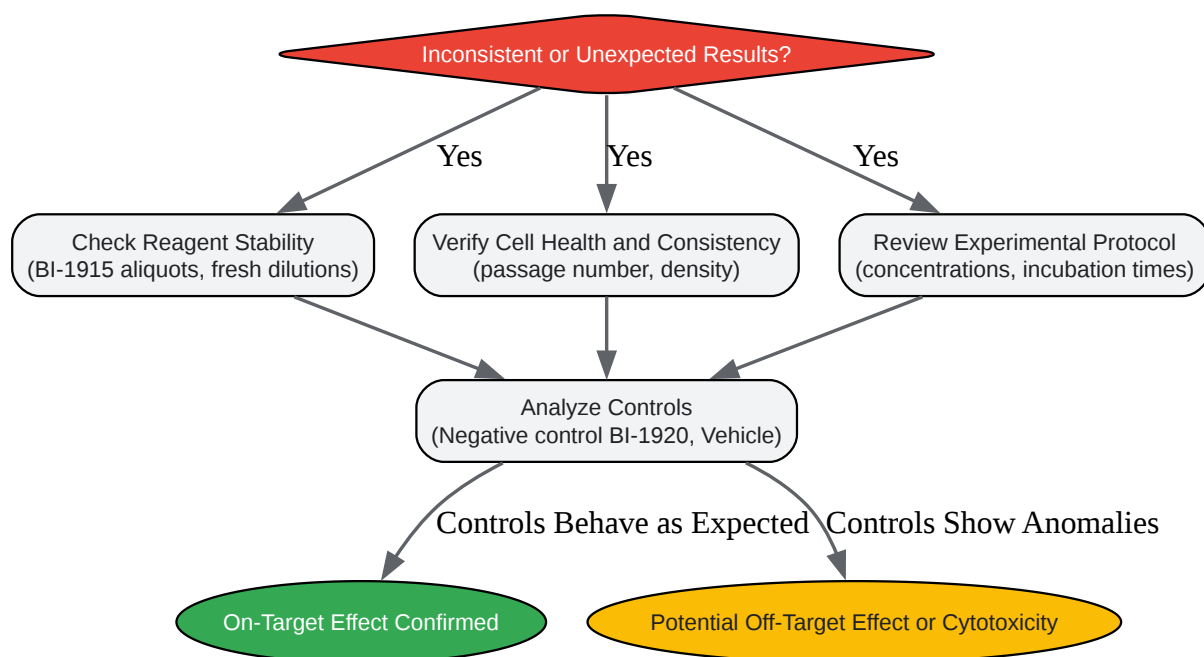 Inconsistent or Unexpected Results?
Yes
Yes
Yes
Check Reagent Stability
(BI-1915 aliquots, fresh dilutions)
Verify Cell Health and Consistency
(passage number, density)
Review Experimental Protocol
(concentrations, incubation times)
Analyze Controls
(Negative control BI-1920, Vehicle)
Controls Behave as Expected
Controls Show Anomalies
On-Target Effect Confirmed
Potential Off-Target Effect or Cytotoxicity